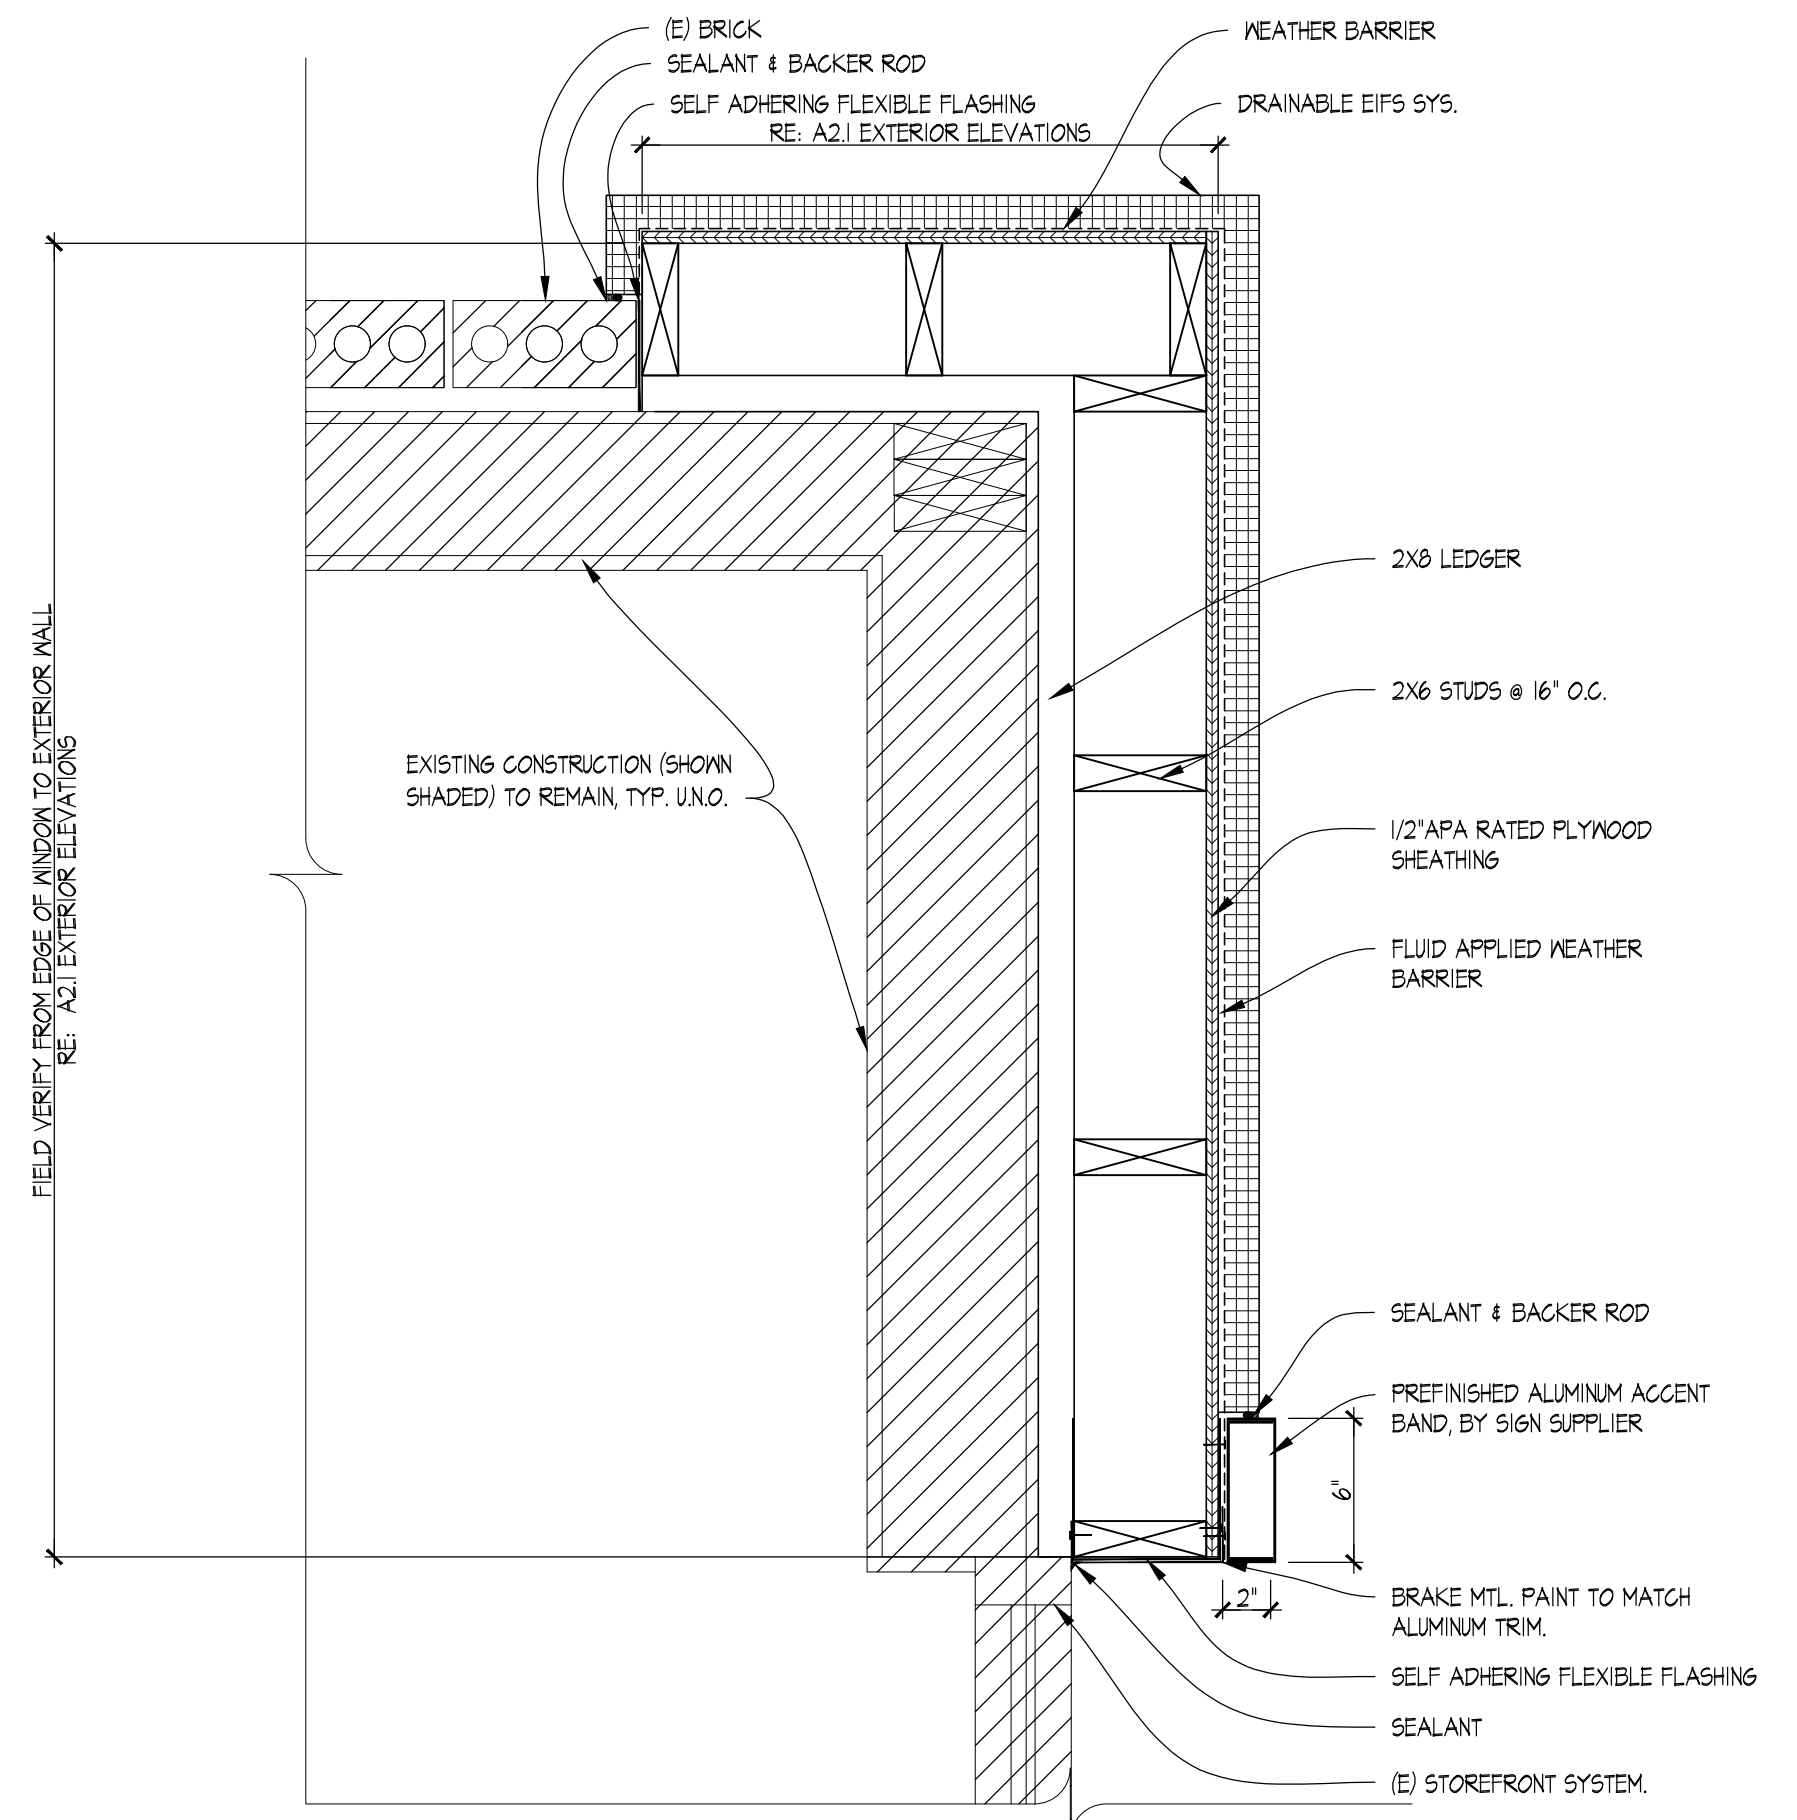 (E) BRICK
SEALANT & BACKER ROD
SELF ADHERING FLEXIBLE FLASHING
RE: A2.1 EXTERIOR ELEVATIONS
WEATHER BARRIER
DRAINABLE EIFS SYS.
FIELD VERIFY FROM EDGE OF WINDOW TO EXTERIOR WALL
RE: A2.1 EXTERIOR ELEVATIONS
EXISTING CONSTRUCTION (SHOWN
SHADED) TO REMAIN, TYP. U.N.O.
2X8 LEDGER
2X6 STUDS @ 16" O.C.
1/2"APA RATED PLYWOOD
SHEATHING
FLUID APPLIED WEATHER
BARRIER
SEALANT & BACKER ROD
PREFINISHED ALUMINUM ACCENT
BAND, BY SIGN SUPPLIER
6"
2"
BRAKE MTL. PAINT TO MATCH
ALUMINUM TRIM.
SELF ADHERING FLEXIBLE FLASHING
SEALANT
(E) STOREFRONT SYSTEM.